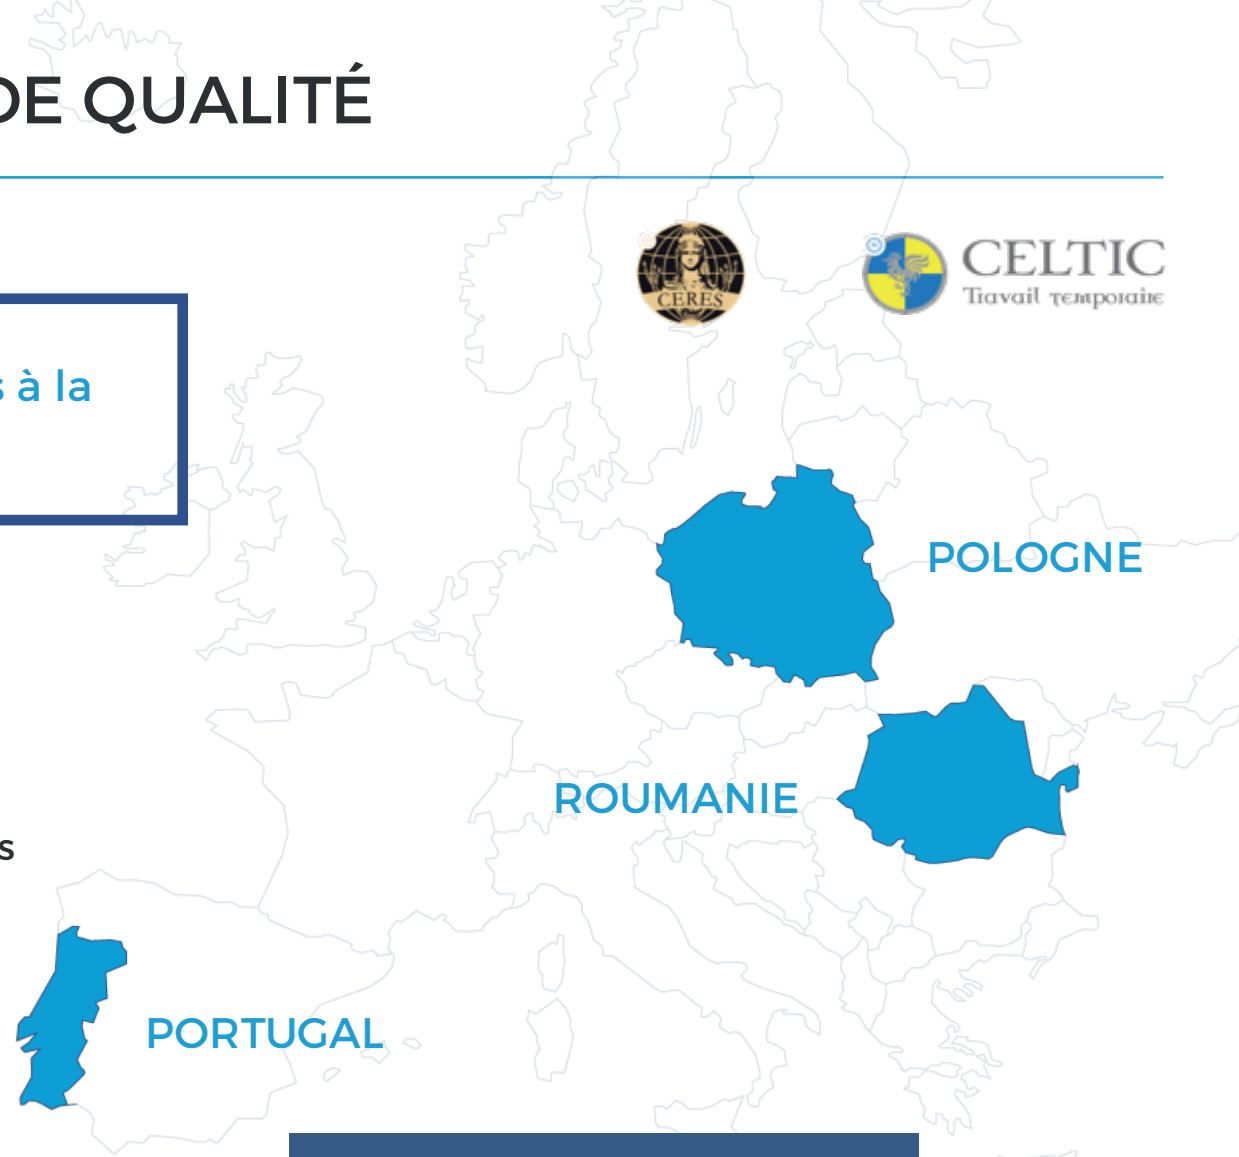 DE QUALITÉ
CERES
CELTIC
Travail temporaire
s à la
POLOGNE
ROUMANIE
s
PORTUGAL